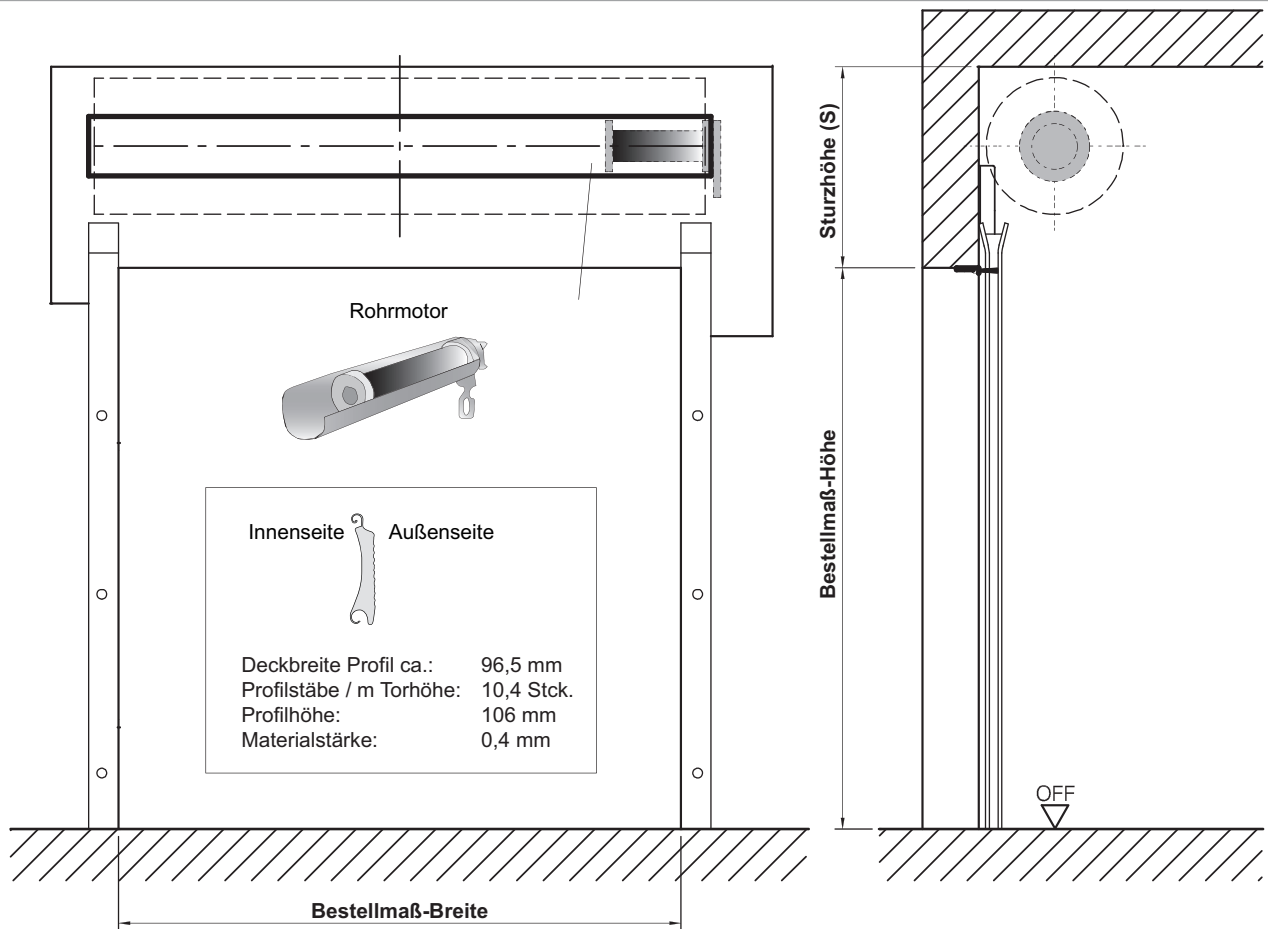 Sturzhöhe (S)
Rohrmotor
Bestellmaß-Höhe
Innenseite Außenseite
Deckbreite Profil ca.: 96,5 mm
Profilstäbe / m Torhöhe: 10,4 Stck.
Profilhöhe: 106 mm
Materialstärke: 0,4 mm
OFF
Bestellmaß-Breite